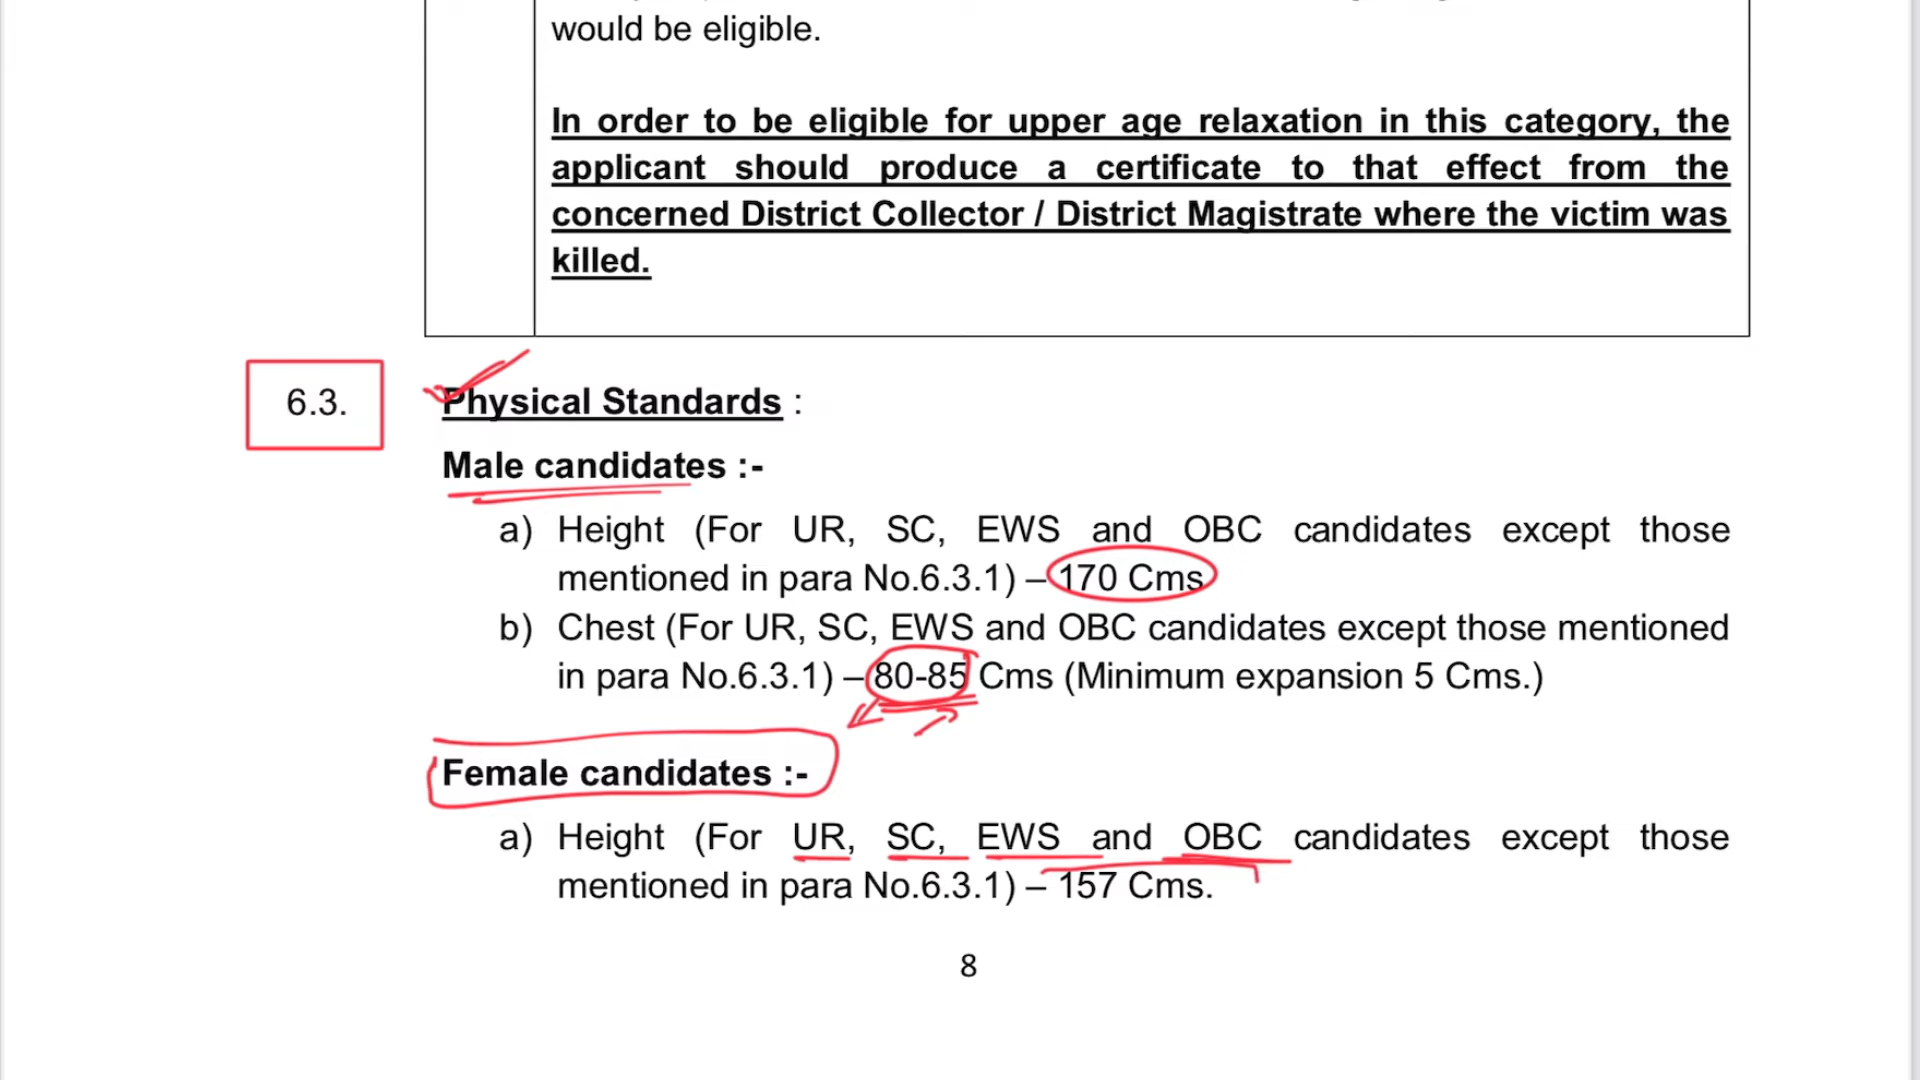 would be eligible.
In order to be eligible for upper age relaxation in this category, the
applicant should produce a certificate to that effect from the
concerned District Collector / District Magistrate where the victim was
killed.
6.3. Physical Standards :
Male candidates :-
a) Height (For UR, SC, EWS and OBC candidates except those
mentioned in para No.6.3.1) – 170 Cms
b) Chest (For UR, SC, EWS and OBC candidates except those mentioned
in para No.6.3.1) – 80-85 Cms (Minimum expansion 5 Cms.)
Female candidates :-
a) Height (For UR, SC, EWS and OBC candidates except those
mentioned in para No.6.3.1) – 157 Cms.
8